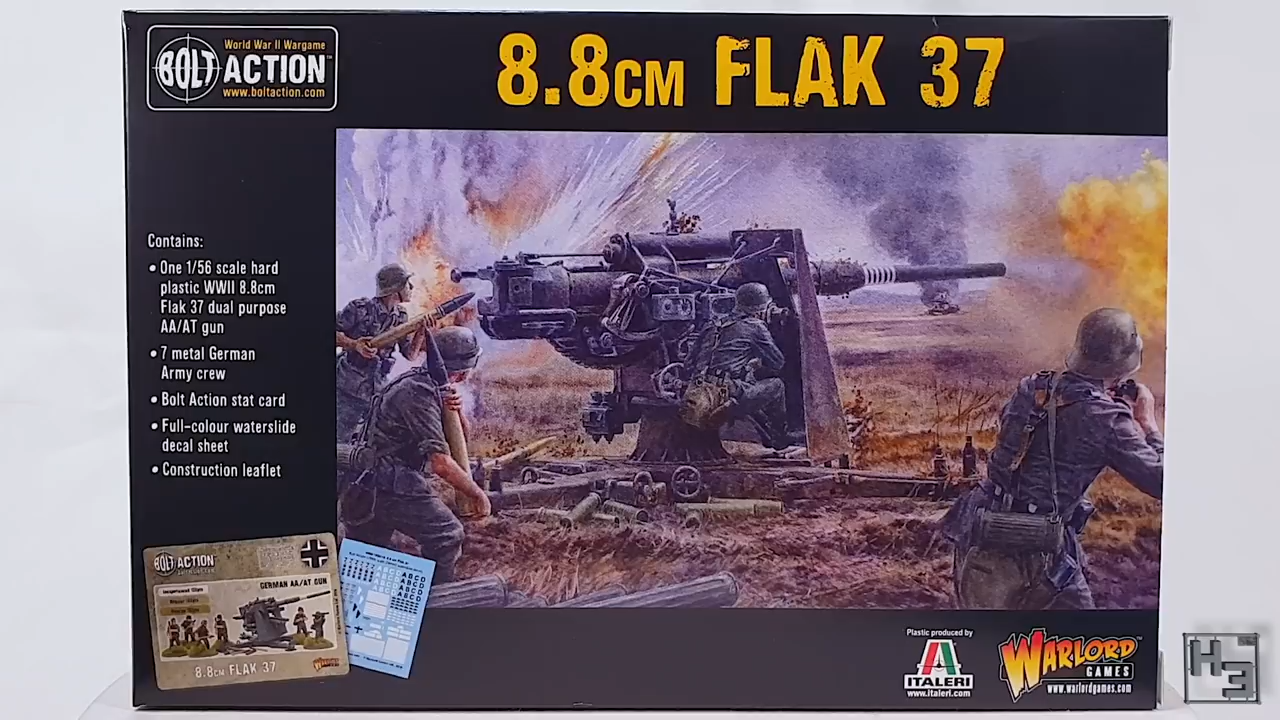 World War II Wargame
BOLT ACTION
www.boltaction.com
8.8CM FLAK 37
Contains:
• One 1/56 scale hard
plastic WWII 8.8cm
Flak 37 dual purpose
AA/AT gun
• 7 metal German
Army crew
• Bolt Action stat card
• Full-colour waterslide
decal sheet
• Construction leaflet
BOLT ACTION
GERMAN AA/AT GUN
8.8CM FLAK 37
WARLORD
A B C D
A B C D
A B C D
Plastic produced by
ITALERI
www.italeri.com
WARLORD
GAMES
www.warlordgames.com
H3